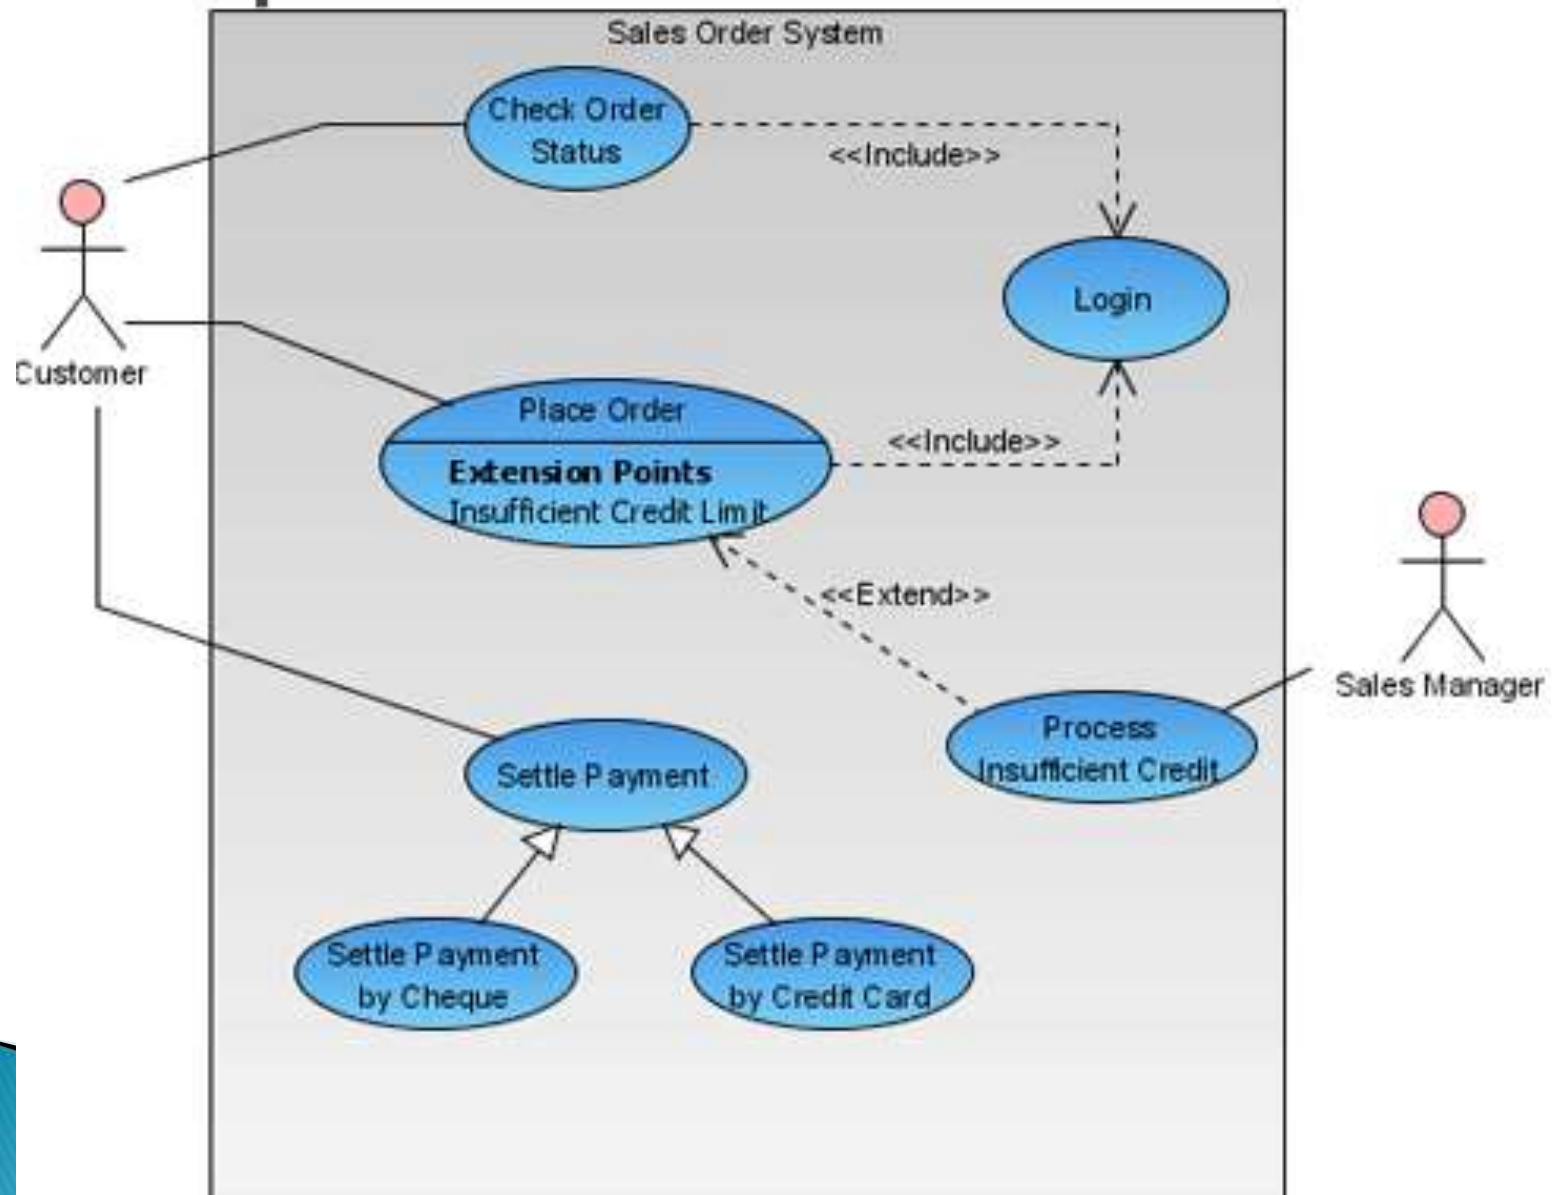 Sales Order System
Check Order
Status
<<Include>>
Login
Customer
Place Order
<<Include>>
Extension Points
Insufficient Credit Limit
<<Extend>>
Sales Manager
Process
Insufficient Credit
Settle Payment
Settle Payment
by Cheque
Settle Payment
by Credit Card